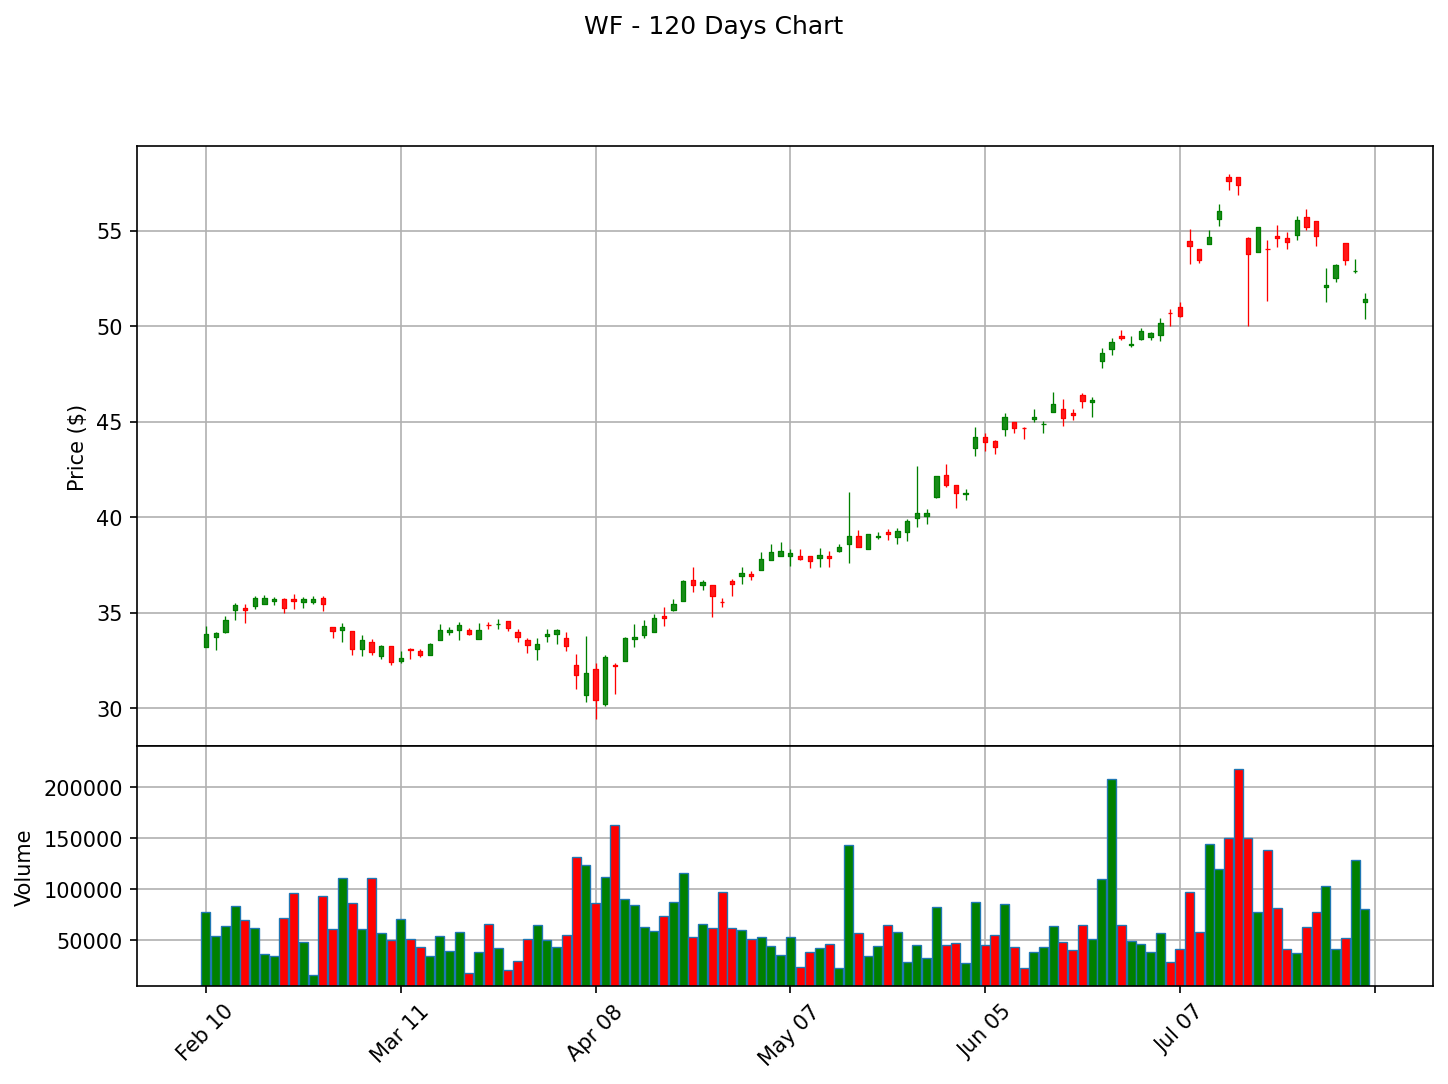 WF - 120 Days Chart
Price ($)
55
50
45
40
35
30
Volume
200000
150000
100000
50000
Feb 10
Mar 11
Apr 08
May 07
Jun 05
Jul 07